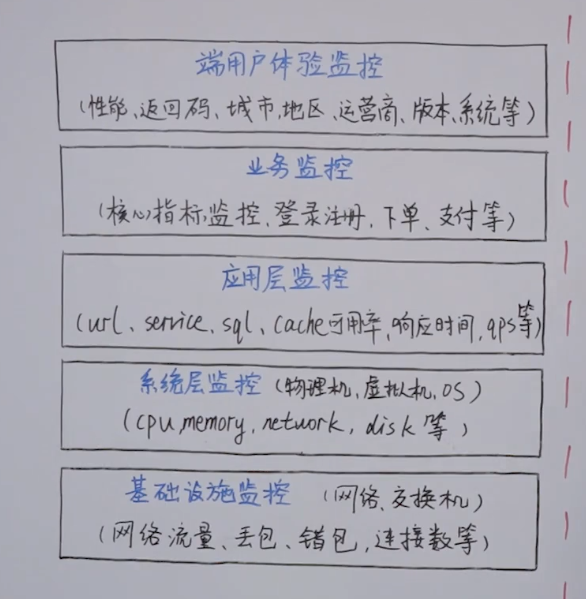 端用户体验监控
(性能、返回码、城市,地区、运营商、版本、系统等)
业务监控
(核心指标,监控、登录注册、下单、支付等)
应用层监控
(url、service、sql、cache可用率,响应时间,qps等)
系统层监控 (物理机,虚拟机,OS)
(cpu,memory,network,disk等)
基础设施监控 (网络、交换机)
(网络流量、丢包、错包,连接数等)